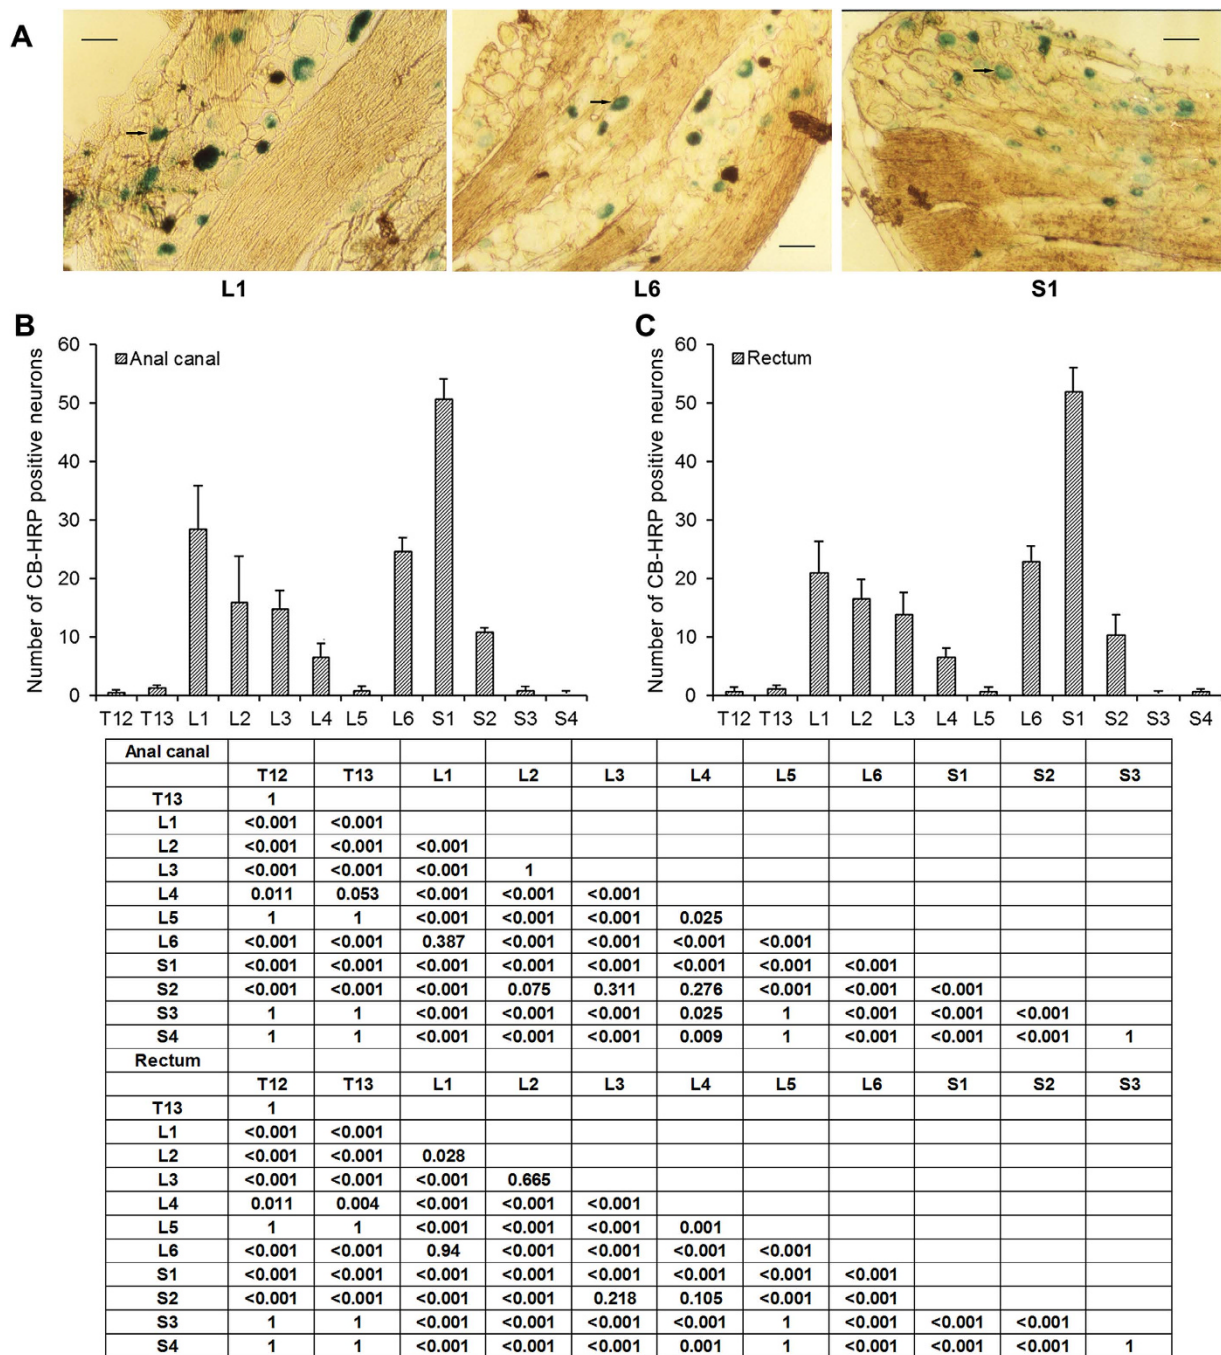 A
L1 L6 S1
B
C
Number of CB-HRP positive neurons
60
50
40
30
20
10
0
Anal canal
T12 T13 L1 L2 L3 L4 L5 L6 S1 S2 S3 S4
Number of CB-HRP positive neurons
60
50
40
30
20
10
0
Rectum
T12 T13 L1 L2 L3 L4 L5 L6 S1 S2 S3 S4
Anal canal
T12 T13 L1 L2 L3 L4 L5 L6 S1 S2 S3
T13 1
L1 <0.001 <0.001
L2 <0.001 <0.001 <0.001
L3 <0.001 <0.001 <0.001 1
L4 0.011 0.053 <0.001 <0.001 <0.001
L5 1 1 <0.001 <0.001 <0.001 0.025
L6 <0.001 <0.001 0.387 <0.001 <0.001 <0.001 <0.001
S1 <0.001 <0.001 <0.001 <0.001 <0.001 <0.001 <0.001 <0.001
S2 <0.001 <0.001 <0.001 0.075 0.311 0.276 <0.001 <0.001 <0.001
S3 1 1 <0.001 <0.001 <0.001 0.025 1 <0.001 <0.001 <0.001
S4 1 1 <0.001 <0.001 <0.001 0.009 1 <0.001 <0.001 <0.001 1
Rectum
T12 T13 L1 L2 L3 L4 L5 L6 S1 S2 S3
T13 1
L1 <0.001 <0.001
L2 <0.001 <0.001 0.028
L3 <0.001 <0.001 <0.001 0.665
L4 0.011 0.004 <0.001 <0.001 <0.001
L5 1 1 <0.001 <0.001 <0.001 0.001
L6 <0.001 <0.001 0.94 <0.001 <0.001 <0.001 <0.001
S1 <0.001 <0.001 <0.001 <0.001 <0.001 <0.001 <0.001 <0.001
S2 <0.001 <0.001 <0.001 <0.001 0.218 0.105 <0.001 <0.001
S3 1 1 <0.001 <0.001 <0.001 <0.001 1 <0.001 <0.001 <0.001
S4 1 1 <0.001 <0.001 <0.001 0.001 1 <0.001 <0.001 <0.001 1